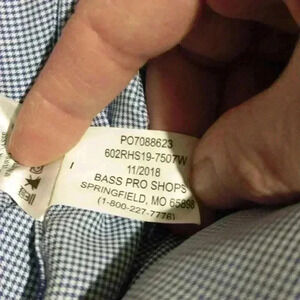 PO7088623
602RHS19-7507W
11/2018
BASS PRO SHOPS
SPRINGFIELD, MO 65898
(1-800-227-7776)